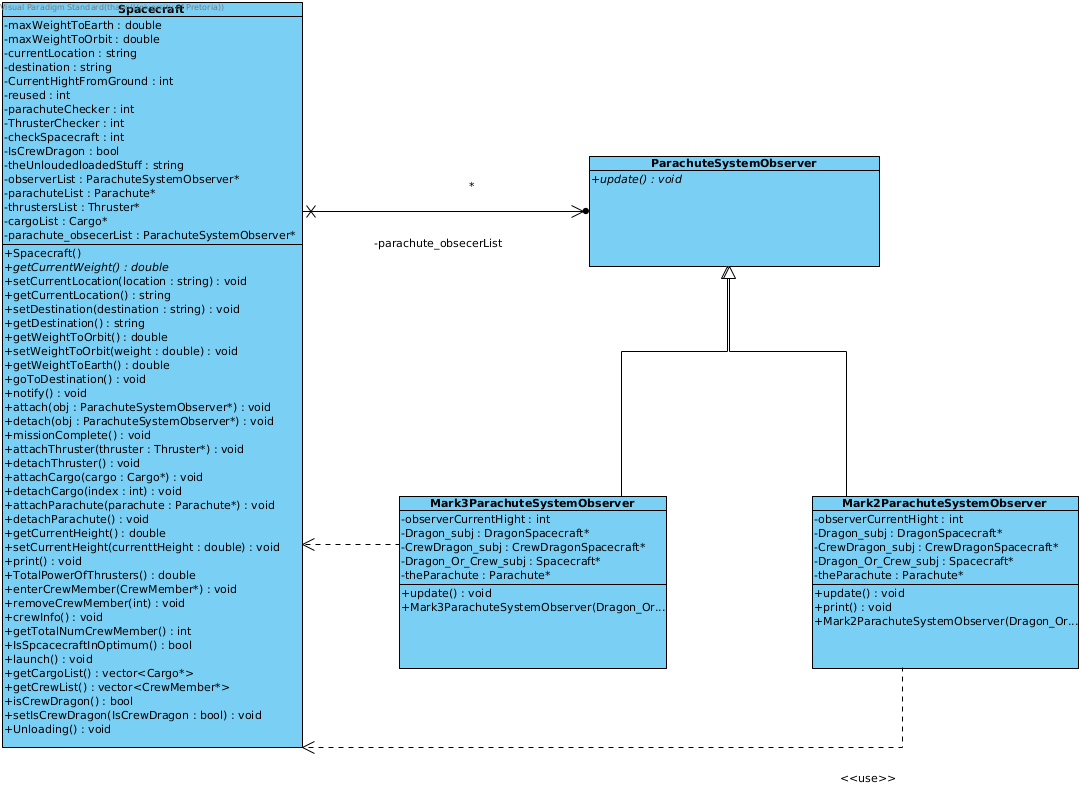 Visual Paradigm Standard(tha Pretoria))
Spacecraft
-maxWeightToEarth : double
-maxWeightToOrbit : double
-currentLocation : string
-destination : string
-CurrentHightFromGround : int
-reused : int
-parachuteChecker : int
-ThrusterChecker : int
-checkSpacecraft : int
-IsCrewDragon : bool
-theUnloudedloadedStuff : string
-observerList : ParachuteSystemObserver*
-parachuteList : Parachute*
-thrustersList : Thruster*
-cargoList : Cargo*
-parachute_obsecerList : ParachuteSystemObserver*
+Spacecraft()
+getCurrentWeight() : double
+setCurrentLocation(location : string) : void
+getCurrentLocation() : string
+setDestination(destination : string) : void
+getDestination() : string
+getWeightToOrbit() : double
+setWeightToOrbit(weight : double) : void
+getWeightToEarth() : double
+goToDestination() : void
+notify() : void
+attach(obj : ParachuteSystemObserver*) : void
+detach(obj : ParachuteSystemObserver*) : void
+missionComplete() : void
+attachThruster(thruster : Thruster*) : void
+detachThruster() : void
+attachCargo(cargo : Cargo*) : void
+detachCargo(index : int) : void
+attachParachute(parachute : Parachute*) : void
+detachParachute() : void
+getCurrentHeight() : double
+setCurrentHeight(currenttHeight : double) : void
+print() : void
+TotalPowerOfThrusters() : double
+enterCrewMember(CrewMember*) : void
+removeCrewMember(int) : void
+crewInfo() : void
+getTotalNumCrewMember() : int
+IsSpcacecraftInOptimum() : bool
+launch() : void
+getCargoList() : vector<Cargo*>
+getCrewList() : vector<CrewMember*>
+isCrewDragon() : bool
+setIsCrewDragon(IsCrewDragon : bool) : void
+Unloading() : void
*
-parachute_obsecerList
ParachuteSystemObserver
+update() : void
Mark3ParachuteSystemObserver
-observerCurrentHight : int
-Dragon_subj : DragonSpacecraft*
-CrewDragon_subj : CrewDragonSpacecraft*
-Dragon_Or_Crew_subj : Spacecraft*
-theParachute : Parachute*
+update() : void
+Mark3ParachuteSystemObserver(Dragon_Or...
Mark2ParachuteSystemObserver
-observerCurrentHight : int
-Dragon_subj : DragonSpacecraft*
-CrewDragon_subj : CrewDragonSpacecraft*
-Dragon_Or_Crew_subj : Spacecraft*
-theParachute : Parachute*
+update() : void
+print() : void
+Mark2ParachuteSystemObserver(Dragon_Or...
<<use>>